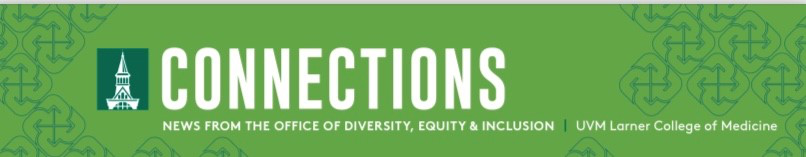 CONNECTIONS
NEWS FROM THE OFFICE OF DIVERSITY, EQUITY & INCLUSION | UVM Larner College of Medicine